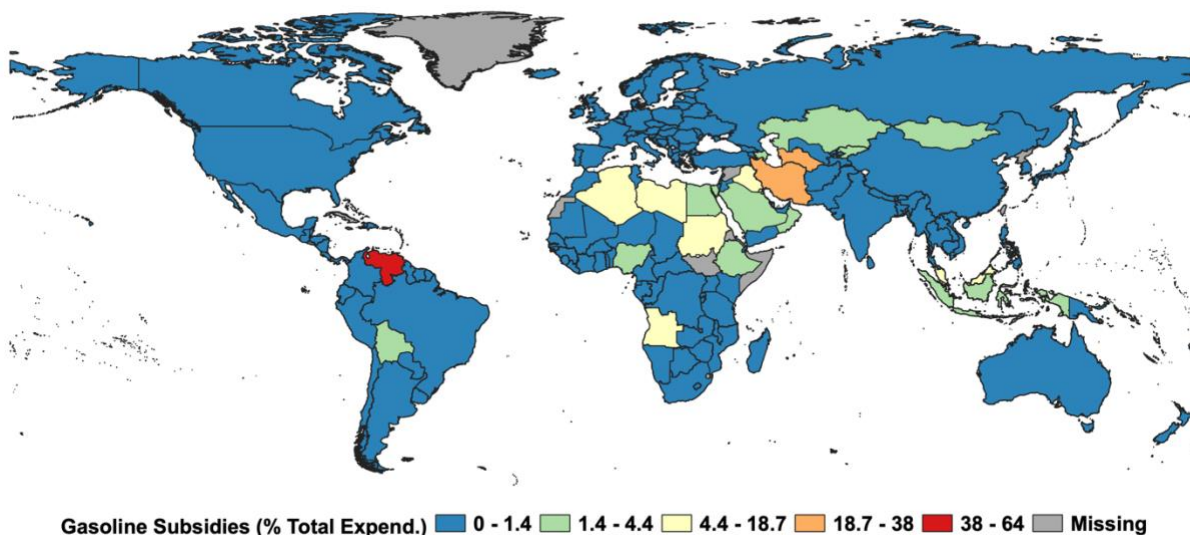 Gasoline Subsidies (% Total Expend.) 0 - 1.4 1.4 - 4.4 4.4 - 18.7 18.7 - 38 38 - 64 Missing